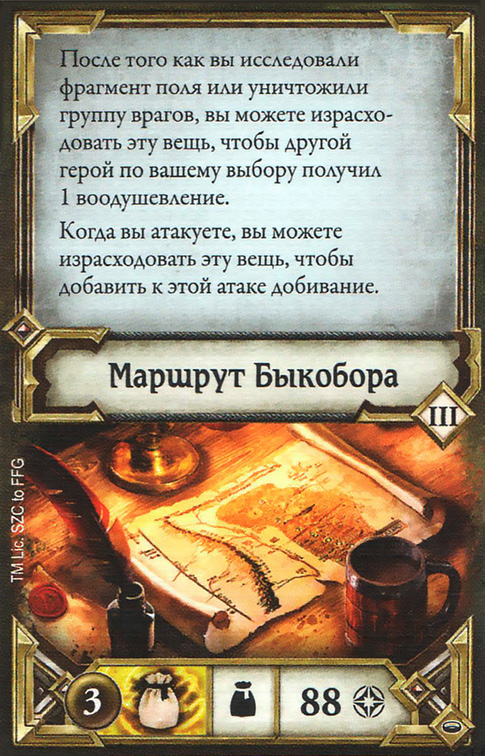 После того как вы исследовали
фрагмент поля или уничтожили
группу врагов, вы можете израсхо-
довать эту вещь, чтобы другой
герой по вашему выбору получил
1 воодушевление.
Когда вы атакуете, вы можете
израсходовать эту вещь, чтобы
добавить к этой атаке добивание.
Маршрут Быкобора
III
TM Lic. SZC to FFG
3
88